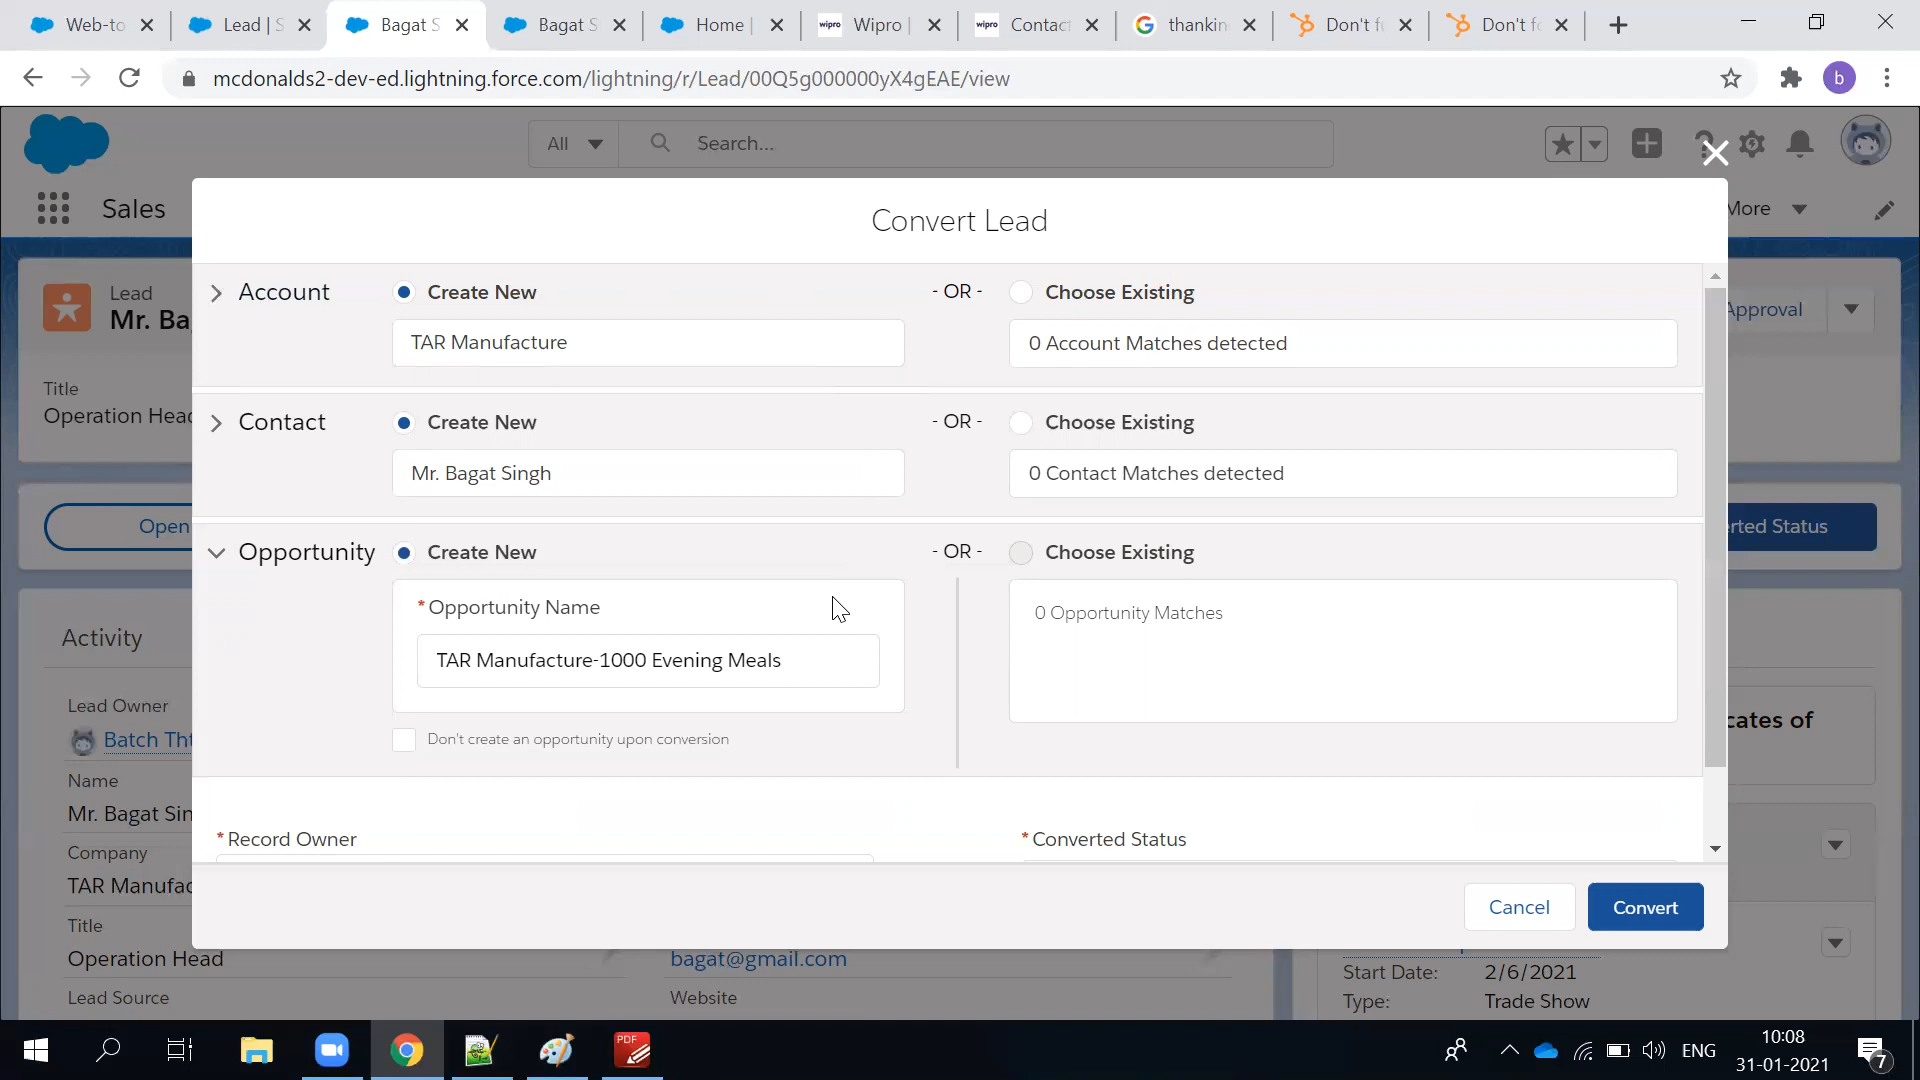 Web-to
Lead | S
Bagat S
Bagat S
Home |
wipro Wipro |
wipro Contact
thankin
Don't f
Don't fo
mcdonalds2-dev-ed.lightning.force.com/lightning/r/Lead/00Q5g000000yX4gEAE/view
b
All
Search...
Sales
More
Convert Lead
Lead
Mr. Ba
Approval
Title
Operation Head
Account
Create New
- OR -
Choose Existing
TAR Manufacture
0 Account Matches detected
Contact
Create New
- OR -
Choose Existing
Mr. Bagat Singh
0 Contact Matches detected
Open
rted Status
Opportunity
Create New
- OR -
Choose Existing
*Opportunity Name
TAR Manufacture-1000 Evening Meals
0 Opportunity Matches
Don't create an opportunity upon conversion
Activity
Lead Owner
Batch Tht
cates of
Name
Mr. Bagat Sin
Company
TAR Manufac
*Record Owner
*Converted Status
Cancel
Convert
Title
Operation Head
bagat@gmail.com
Start Date:
2/6/2021
Lead Source
Website
Type:
Trade Show
PDF
ENG
10:08
31-01-2021
7